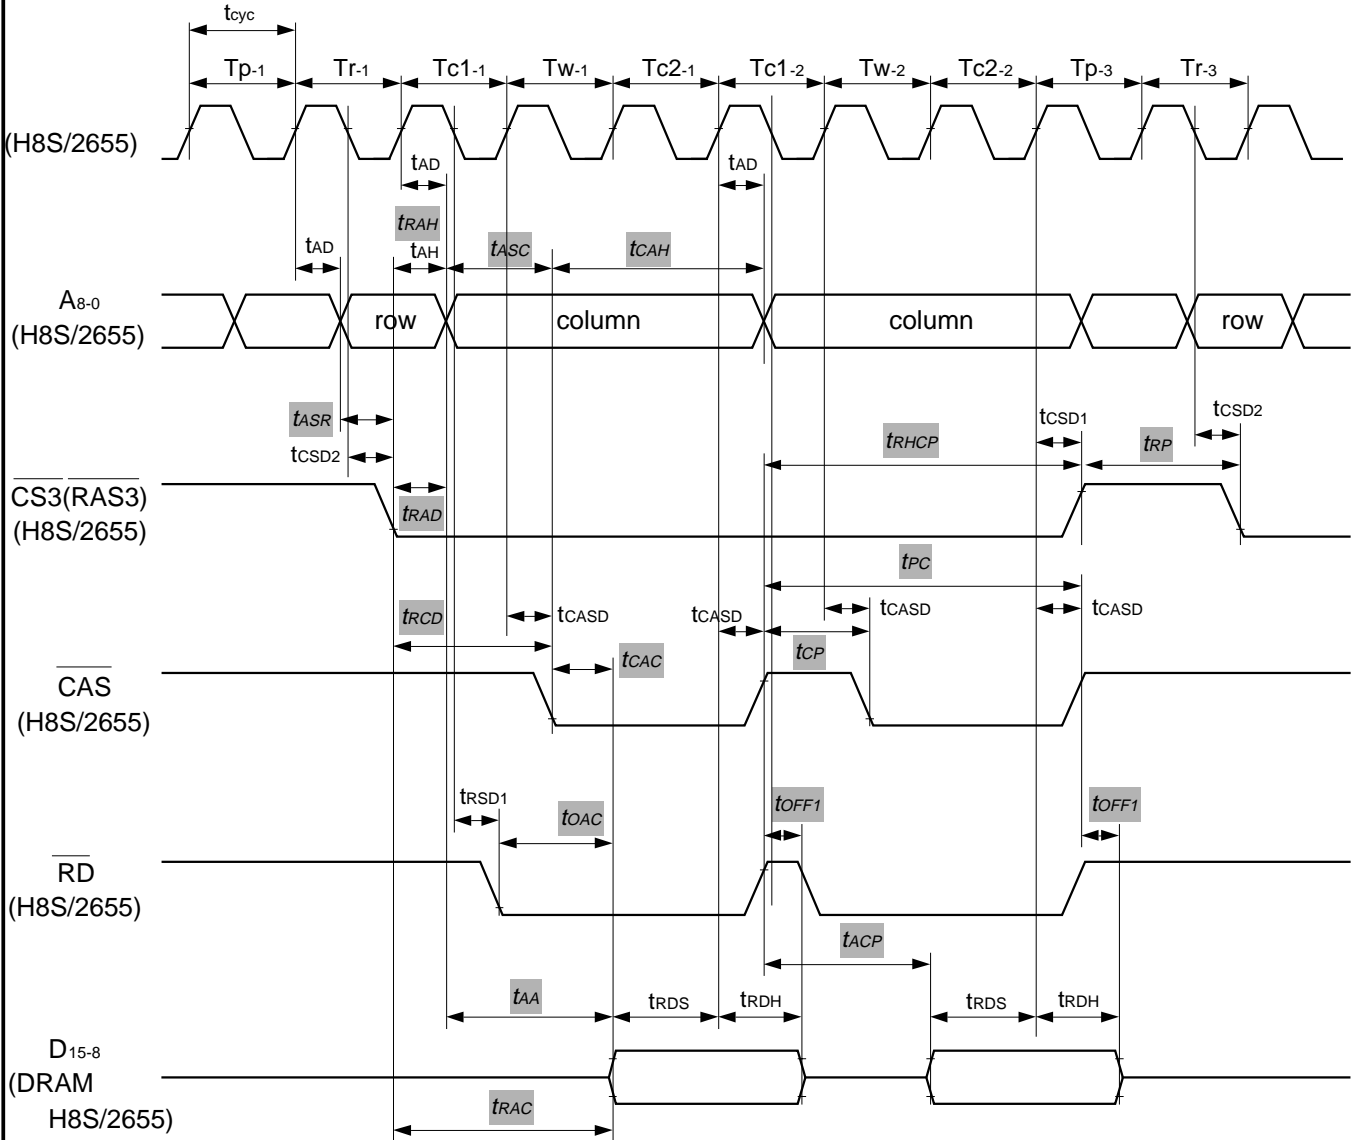 tcyc
Tp-1 Tr-1 Tc1-1 Tw-1 Tc2-1 Tc1-2 Tw-2 Tc2-2 Tp-3 Tr-3
(H8S/2655)
tAD tAD
tRAH
tAD tAH tASC tCAH
A8-0
(H8S/2655)
row column column row
tASR tCSD1 tCSD2
tCSD2 tRHCP tRP
CS3(RAS3)
(H8S/2655)
tRAD
tPC
tRCD tCASD tCASD tCASD tCASD
tCAC tCP
CAS
(H8S/2655)
tRSD1 tOAC tOFF1 tOFF1
RD
(H8S/2655)
tACP
tAA tRDS tRDH tRDS tRDH
D15-8
(DRAM
H8S/2655)
tRAC